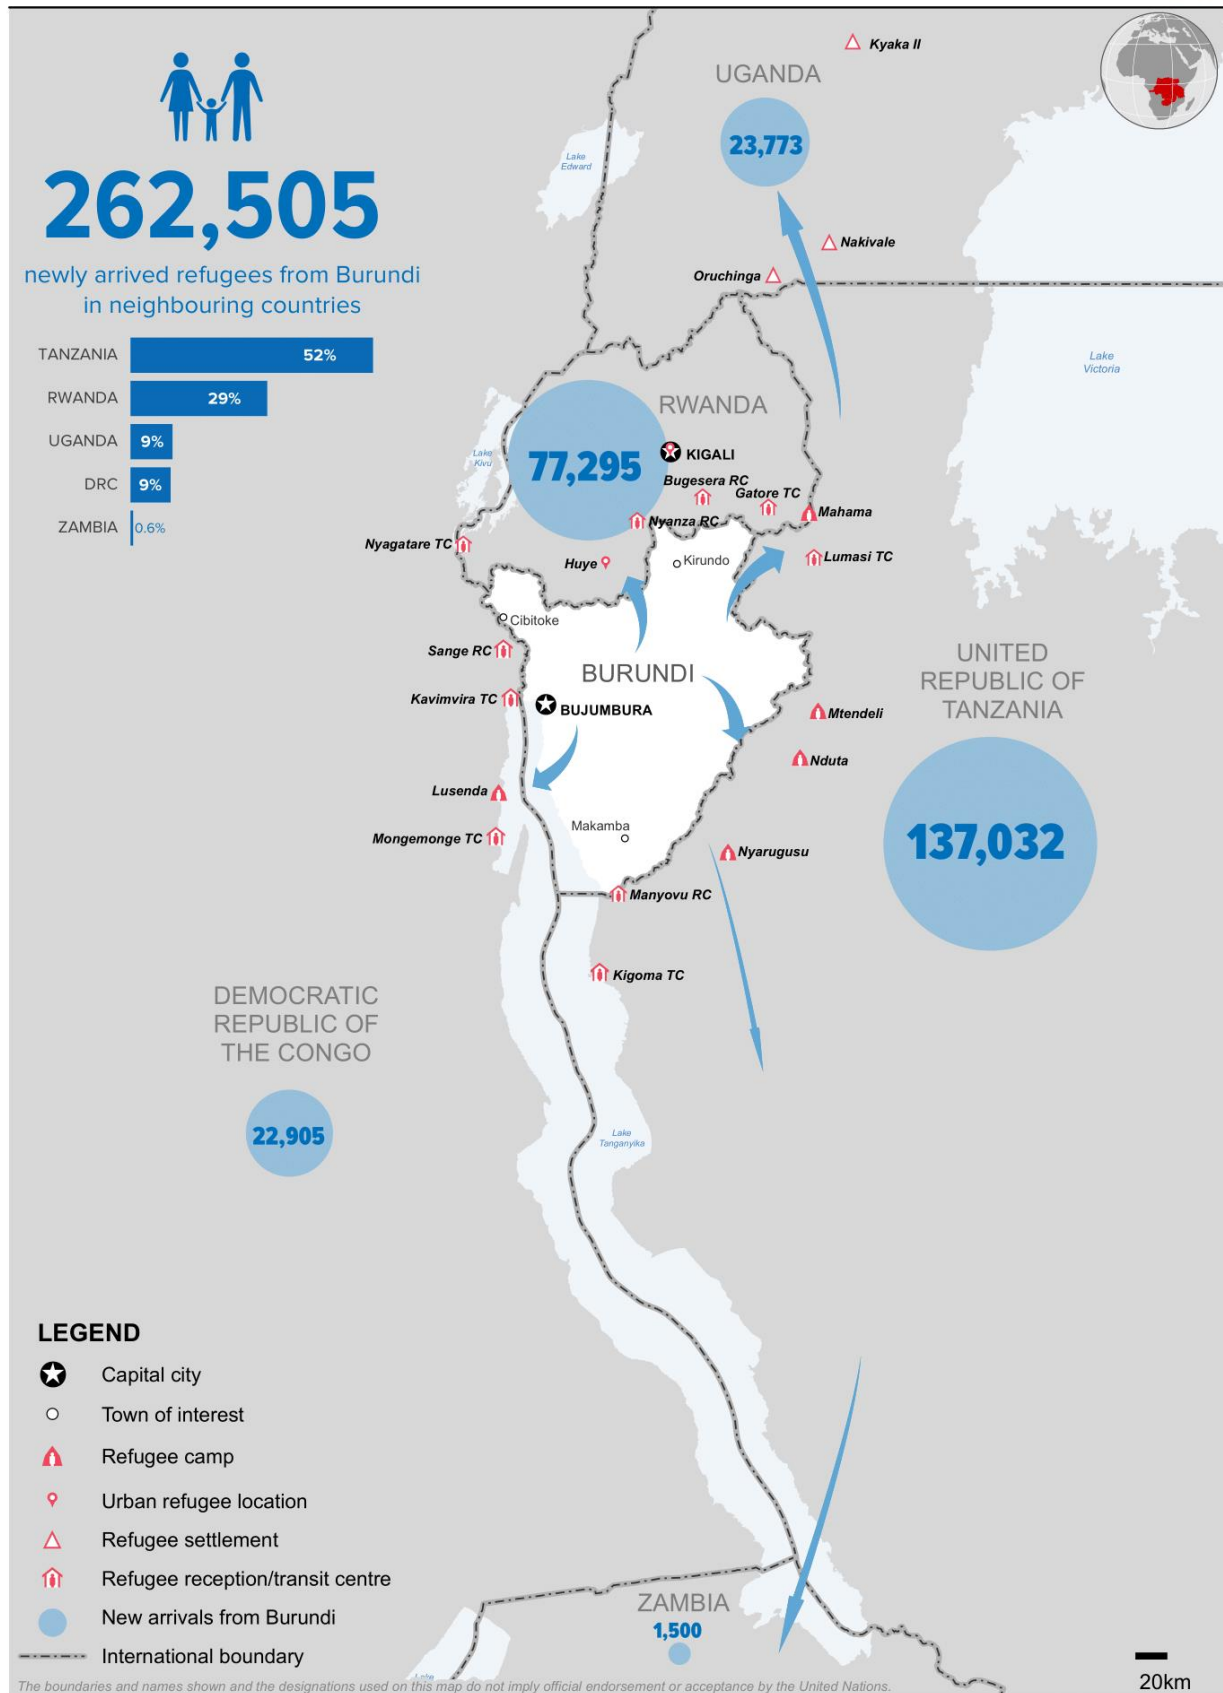 262,505
newly arrived refugees from Burundi
in neighbouring countries
TANZANIA 52%
RWANDA 29%
UGANDA 9%
DRC 9%
ZAMBIA 0.6%
Kyaka II
UGANDA
23,773
Lake
Edward
Nakivale
Oruchinga
Lake
Victoria
RWANDA
77,295
KIGALI
Lake
Kivu
Bugesera RC
Gatore TC
Mahama
Nyanza RC
Nyagatare TC
Huye
Kirundo
Lumasi TC
Cibitoke
Sange RC
BURUNDI
UNITED
REPUBLIC OF
TANZANIA
137,032
Kavimvira TC
BUJUMBURA
Mtendeli
Nduta
Lusenda
Makamba
Mongemonge TC
Nyarugusu
Manyovu RC
Kigoma TC
DEMOCRATIC
REPUBLIC OF
THE CONGO
22,905
Lake
Tanganyika
LEGEND
Capital city
Town of interest
Refugee camp
Urban refugee location
Refugee settlement
Refugee reception/transit centre
New arrivals from Burundi
International boundary
ZAMBIA
1,500
Lake
20km
The boundaries and names shown and the designations used on this map do not imply official endorsement or acceptance by the United Nations.